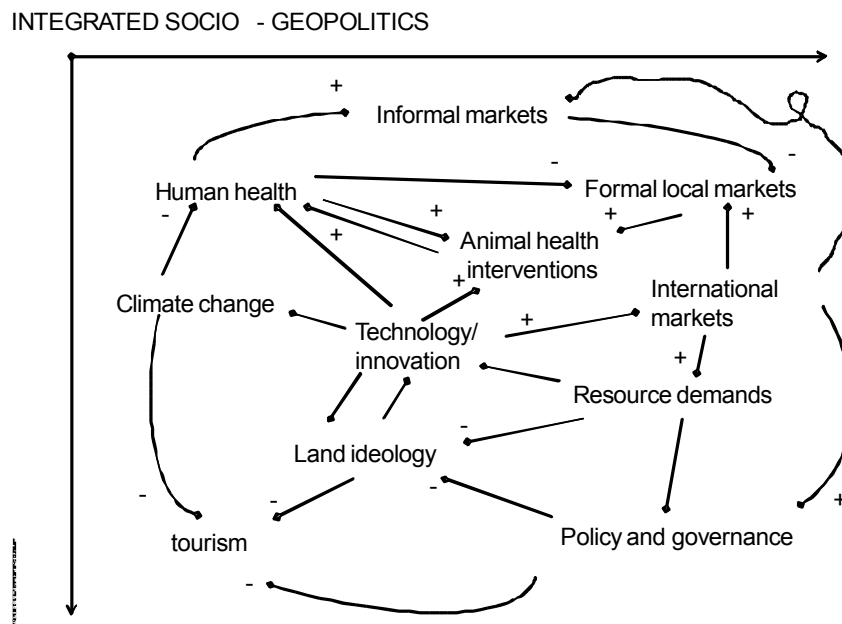 INTEGRATED SOCIO - GEOPOLITICS
+
Informal markets
-
-
Human health
Formal local markets
-
+
+
+
+
Animal health
interventions
+
International
markets
Climate change
+
Technology/
innovation
+
Resource demands
-
Land ideology
-
-
-
+
tourism
Policy and governance
-